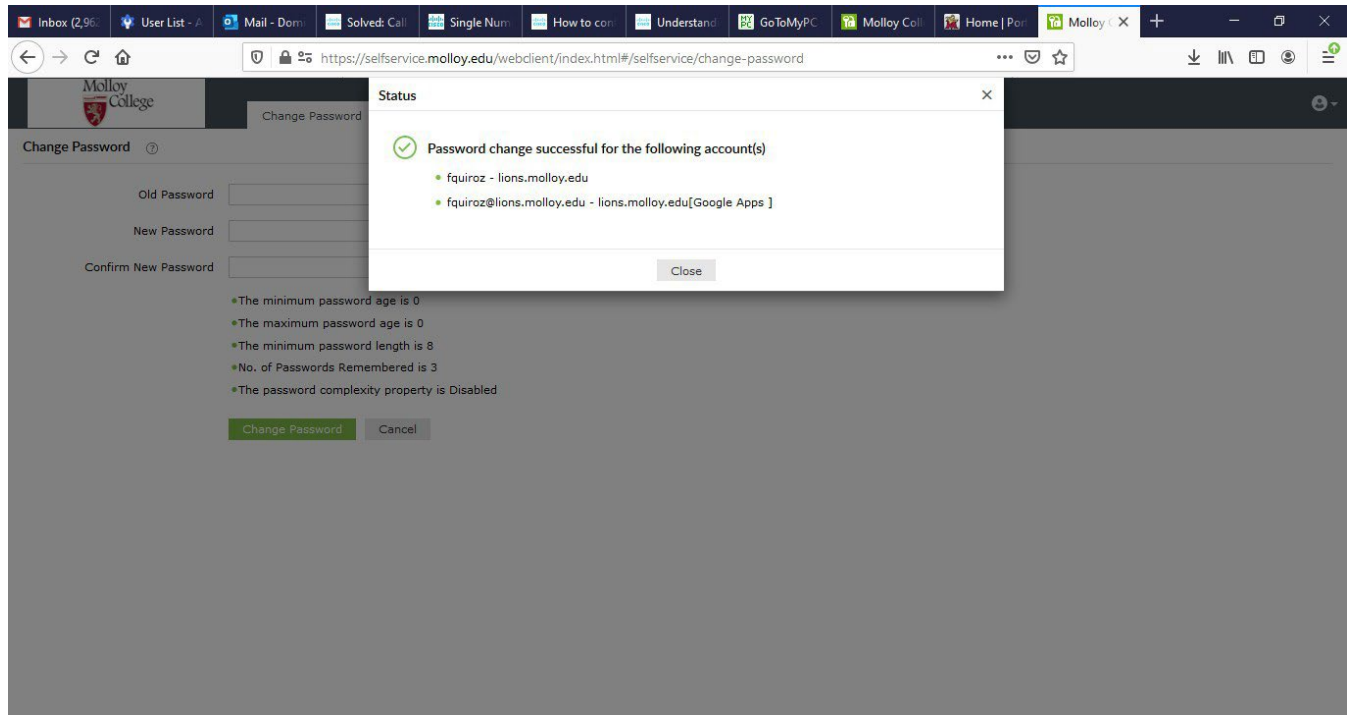 Inbox (2,96
User List - A
Mail - Dom
Solved: Call
Single Num
How to con
Understand
GoToMyPC
Molloy Coll
Home | Por
Molloy C
https://selfservice.molloy.edu/webclient/index.html#/selfservice/change-password
Molloy
College
Change Password
Status
Change Password
Password change successful for the following account(s)
fquiroz - lions.molloy.edu
fquiroz@lions.molloy.edu - lions.molloy.edu[Google Apps ]
Old Password
New Password
Confirm New Password
Close
The minimum password age is 0
The maximum password age is 0
The minimum password length is 8
No. of Passwords Remembered is 3
The password complexity property is Disabled
Change Password
Cancel